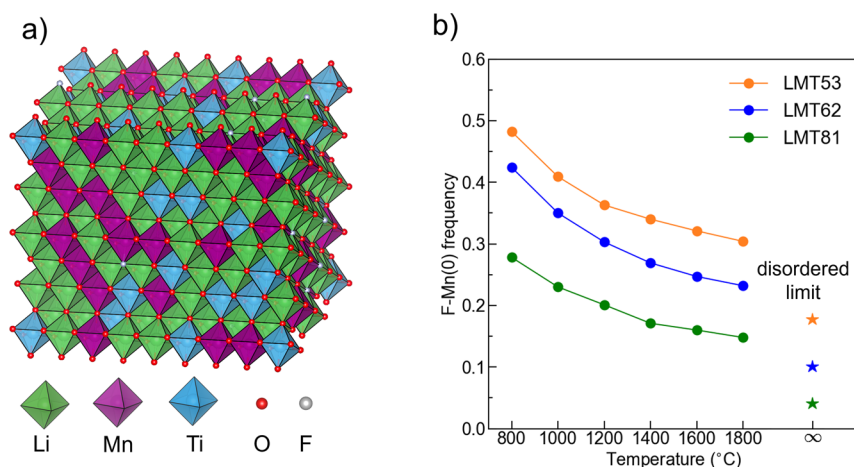 a)
Li Mn Ti O F
b)
F-Mn(0) frequency
0.6
0.5
0.4
0.3
0.2
0.1
0.0
LMT53
LMT62
LMT81
disordered
limit
800 1000 1200 1400 1600 1800 ∞
Temperature (°C)